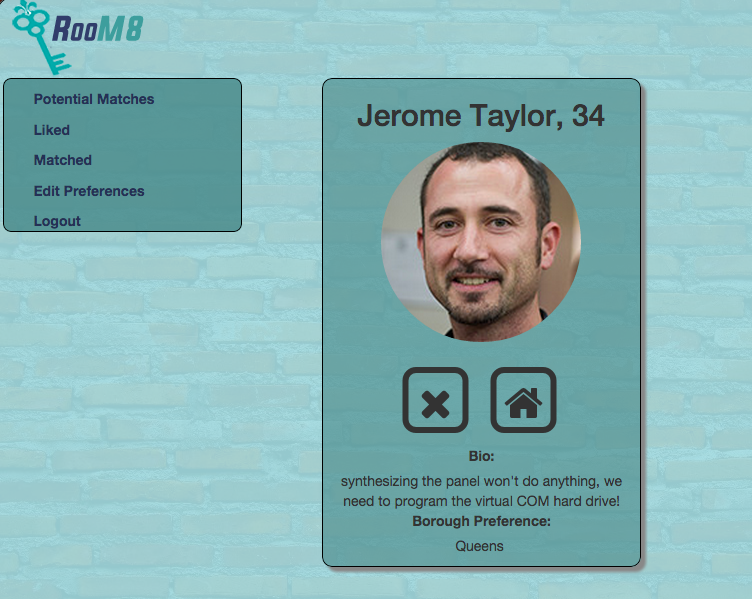 RooM8
Potential Matches
Liked
Matched
Edit Preferences
Logout
Jerome Taylor, 34
Bio:
synthesizing the panel won't do anything, we
need to program the virtual COM hard drive!
Borough Preference:
Queens